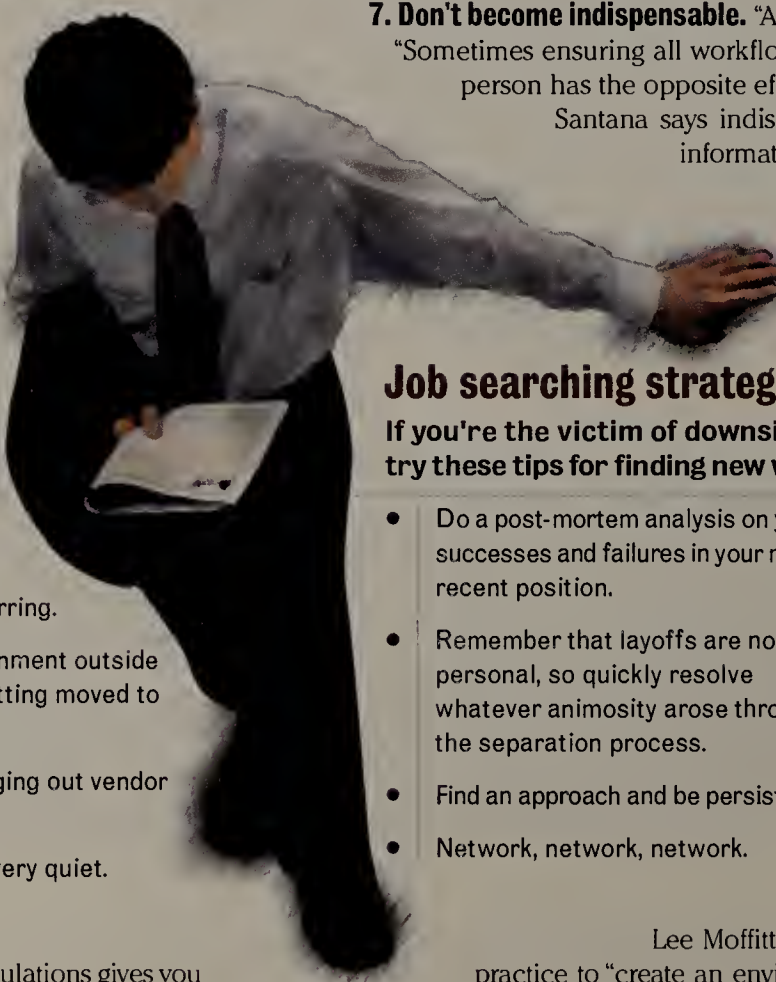 7. Don't become indispensable. “A
“Sometimes ensuring all workflo
person has the opposite ef
Santana says indis
informat
rring.
nment outside
tting moved to
ging out vendor
ery quiet.
ulations gives you
Job searching strateg
If you're the victim of downsi
try these tips for finding new
Do a post-mortem analysis on
successes and failures in your
recent position.
Remember that layoffs are no
personal, so quickly resolve
whatever animosity arose thro
the separation process.
Find an approach and be persis
Network, network, network.
Lee Moffitt
practice to “create an envi